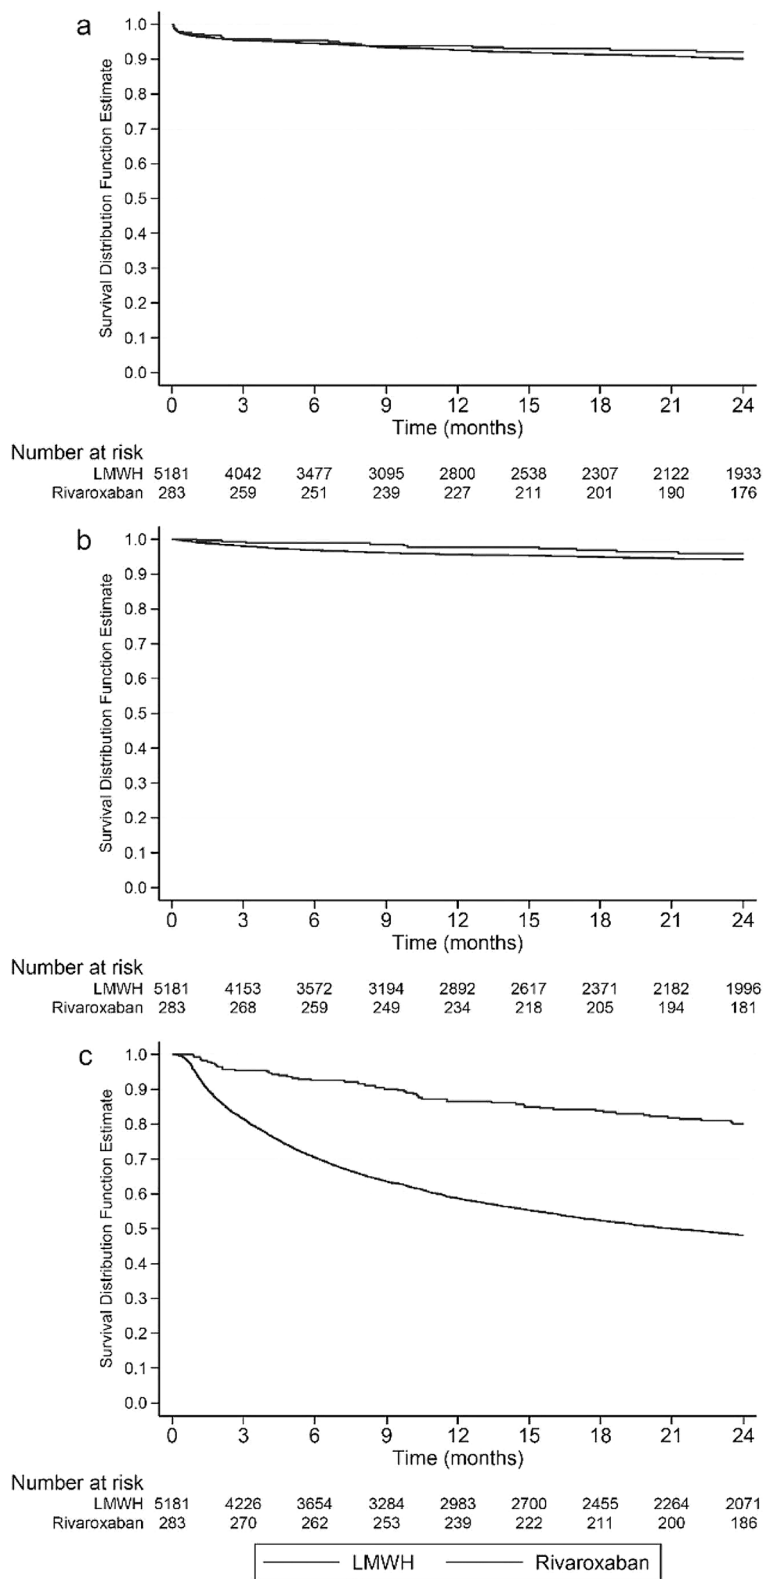 a
Survival Distribution Function Estimate
1.0
0.9
0.8
0.7
0.6
0.5
0.4
0.3
0.2
0.1
0.0
0 3 6 9 12 15 18 21 24
Time (months)
Number at risk
LMWH 5181 4042 3477 3095 2800 2538 2307 2122 1933
Rivaroxaban 283 259 251 239 227 211 201 190 176
b
Survival Distribution Function Estimate
1.0
0.9
0.8
0.7
0.6
0.5
0.4
0.3
0.2
0.1
0.0
0 3 6 9 12 15 18 21 24
Time (months)
Number at risk
LMWH 5181 4153 3572 3194 2892 2617 2371 2182 1996
Rivaroxaban 283 268 259 249 234 218 205 194 181
c
Survival Distribution Function Estimate
1.0
0.9
0.8
0.7
0.6
0.5
0.4
0.3
0.2
0.1
0.0
0 3 6 9 12 15 18 21 24
Time (months)
Number at risk
LMWH 5181 4226 3654 3284 2983 2700 2455 2264 2071
Rivaroxaban 283 270 262 253 239 222 211 200 186
LMWH Rivaroxaban